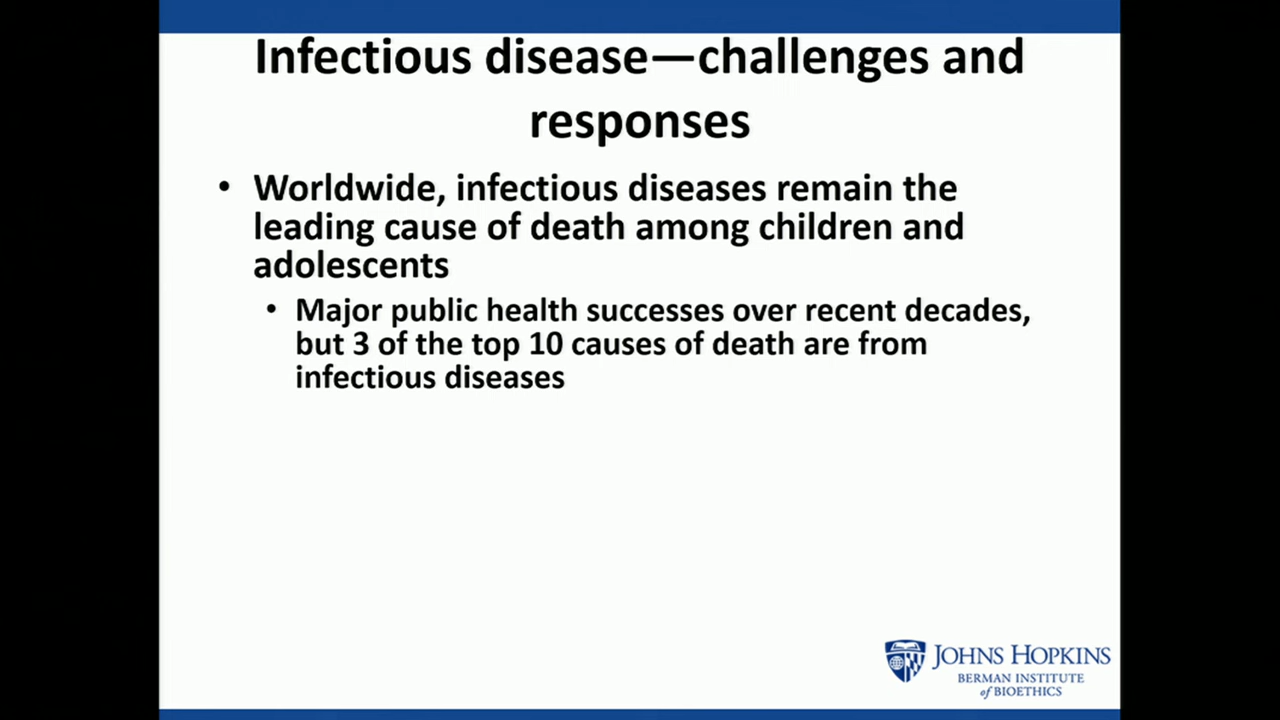 Infectious disease—challenges and
responses
• Worldwide, infectious diseases remain the
leading cause of death among children and
adolescents
• Major public health successes over recent decades,
but 3 of the top 10 causes of death are from
infectious diseases
JOHNS HOPKINS
BERMAN INSTITUTE
of BIOETHICS